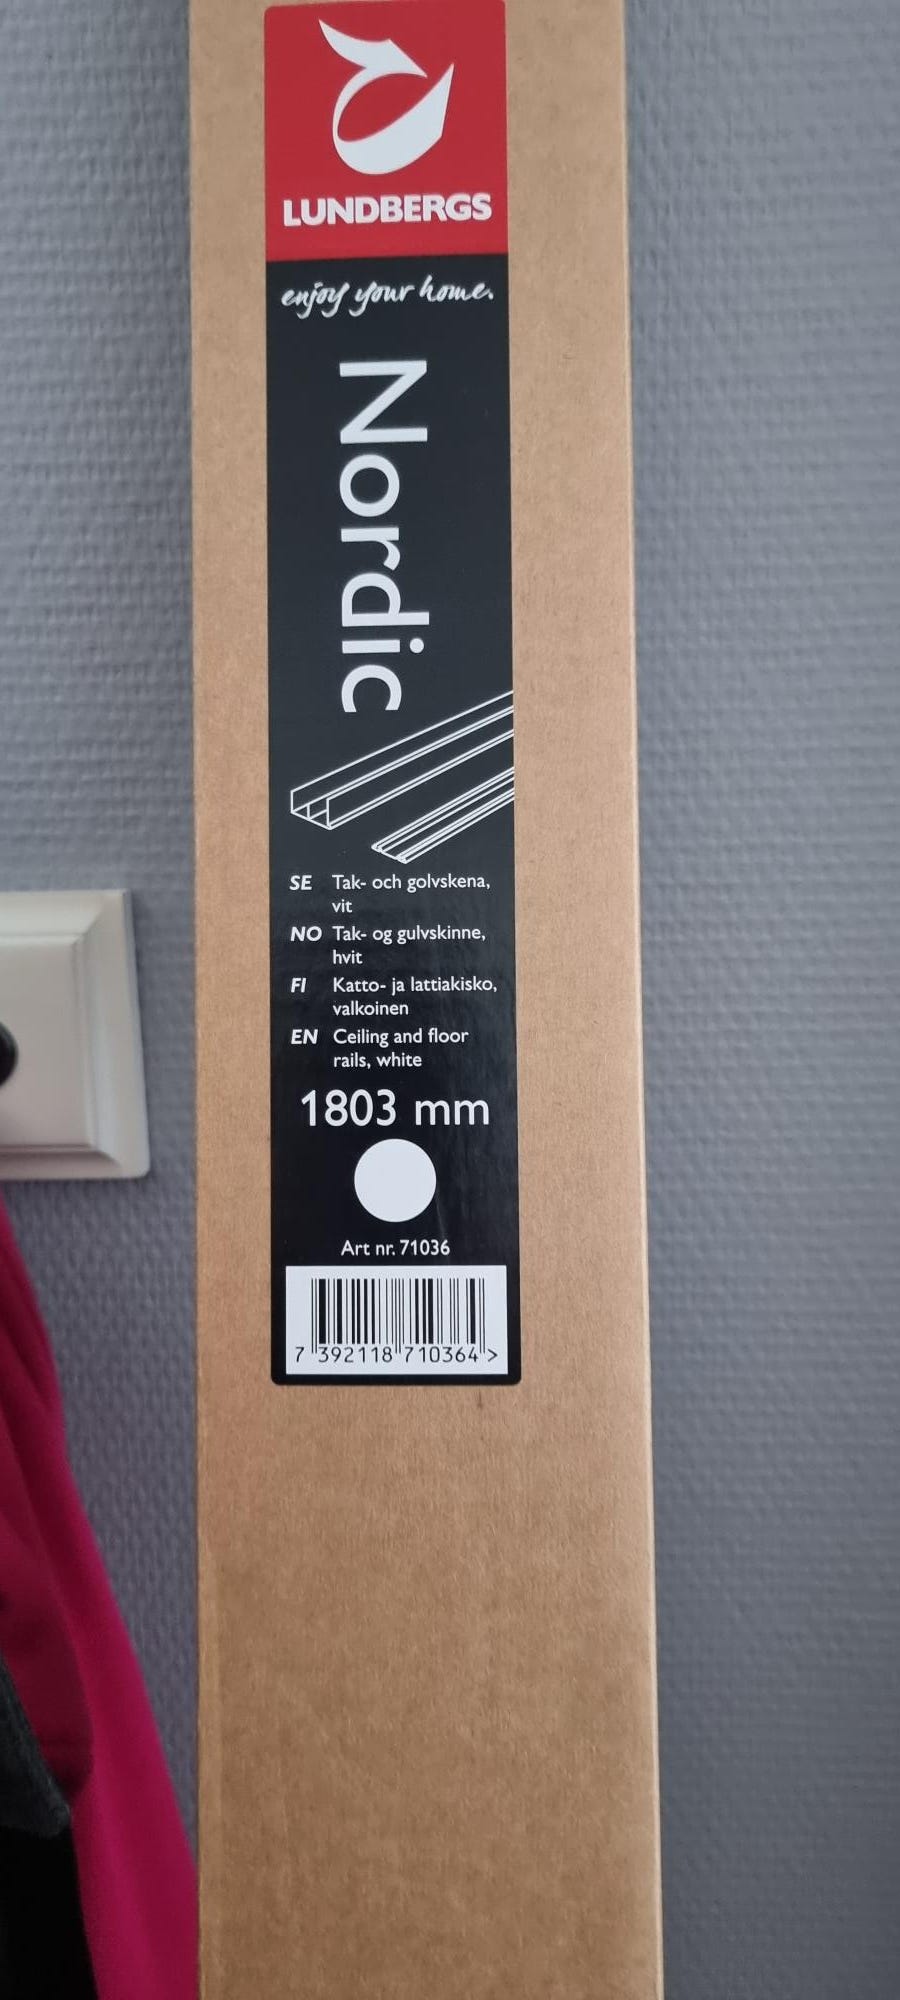 LUNDBERGS
enjoy your home.
Nordic
SE Tak- och golvskena,
vit
NO Tak- og gulvskinne,
hvit
FI Katto- ja lattiakisko,
valkoinen
EN Ceiling and floor
rails, white
1803 mm
Art nr. 71036
7 392118 710364 >